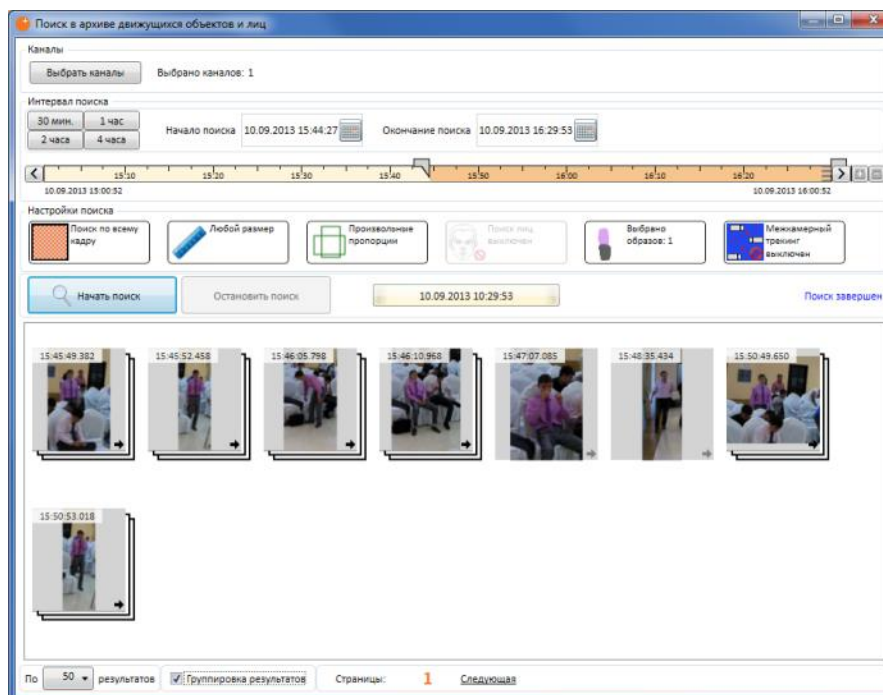 Поиск в архиве движущихся объектов и лиц
Каналы
Выбрать каналы Выбрано каналов: 1
Интервал поиска
30 мин. 1 час
2 часа 4 часа
Начало поиска 10.09.2013 15:44:27 Окончание поиска 10.09.2013 16:29:53
15:10 15:20 15:30 15:40 15:50 16:00 16:10 16:20
10.09.2013 15:00:52 10.09.2013 16:00:52
Настройки поиска
Поиск по всему
кадру
Любой размер
Произвольные
пропорции
Поиск лиц
выключен
Выбрано
образов: 1
Межкамерный
трекинг
выключен
Начать поиск Остановить поиск 10.09.2013 10:29:53 Поиск завершен
15:45:49.382 15:45:52.458 15:46:05.798 15:46:10.968 15:47:07.085 15:48:35.434 15:50:49.650
15:50:53.018
По 50 результатов Группировка результатов Страницы: 1 Следующая